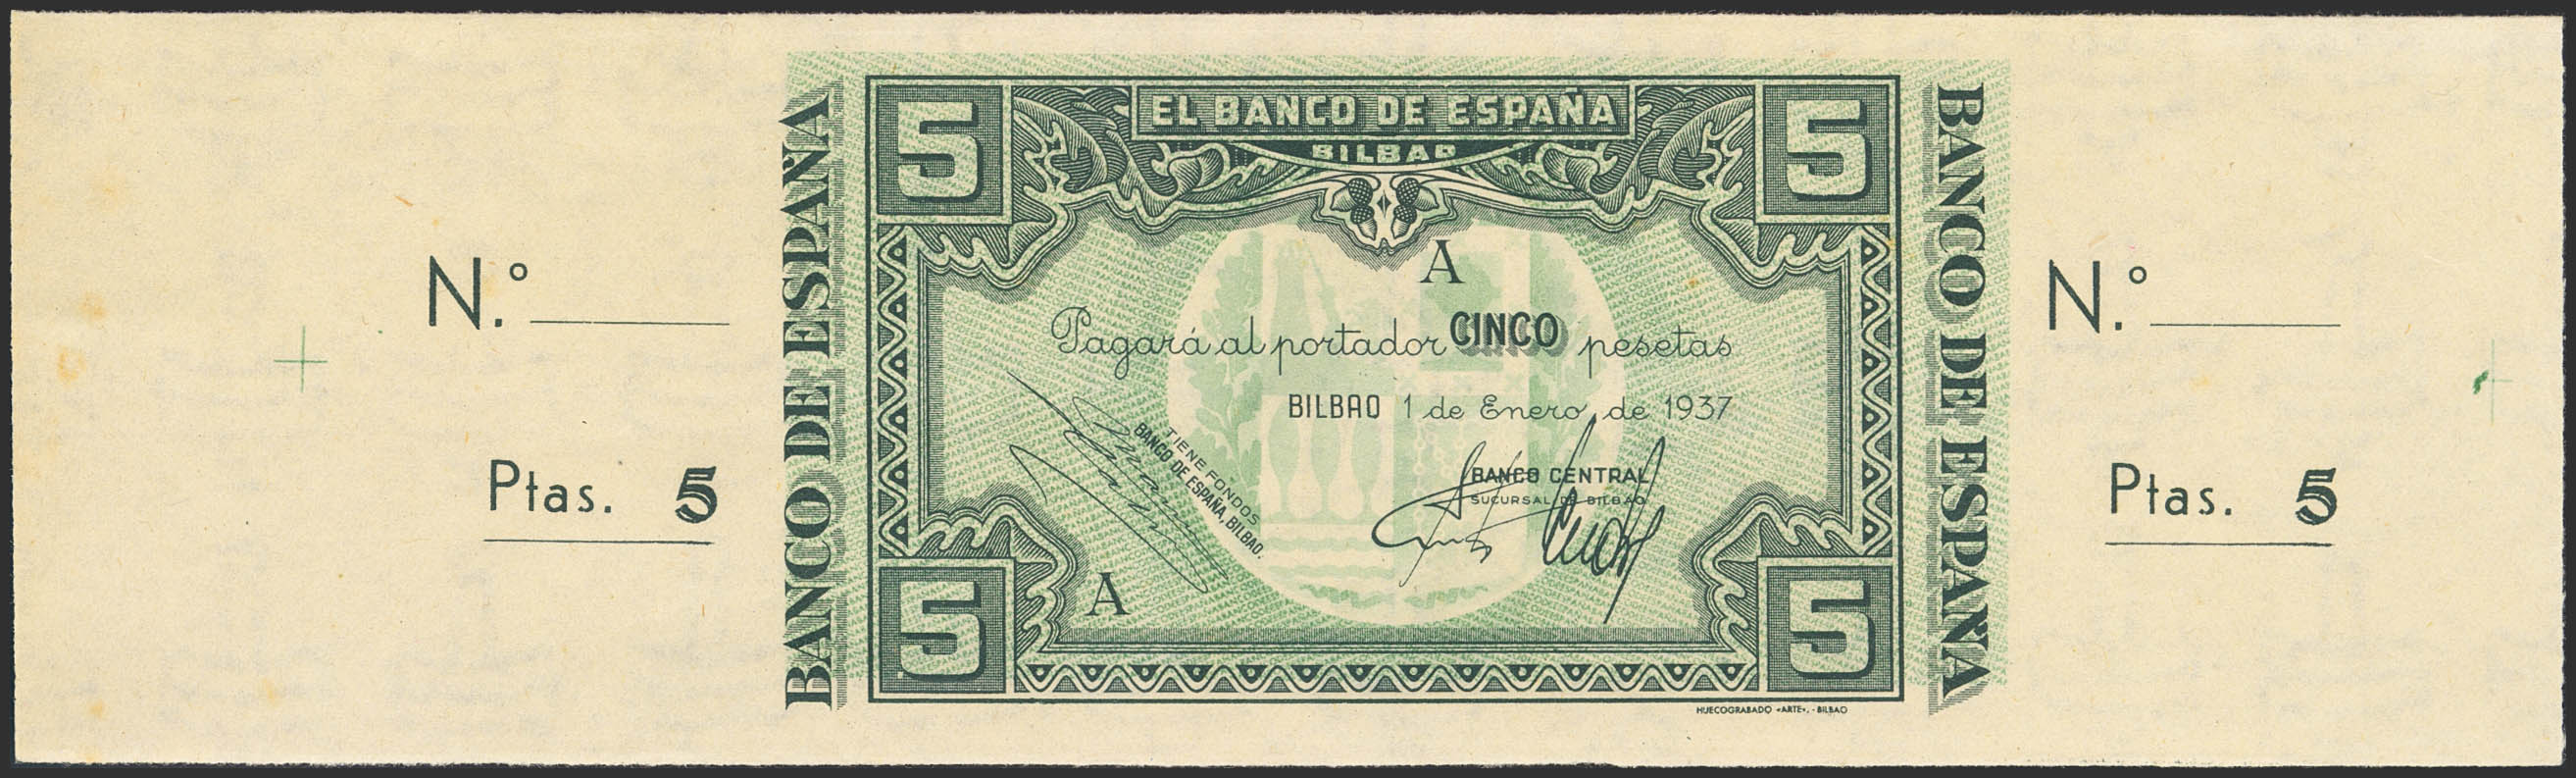 N.º
Ptas. 5
BANCO DE ESPAÑA
5
EL BANCO DE ESPAÑA
5
BILBAO
A
Pagará al portador CINCO pesetas
BILBAO 1 de Enero de 1937
TIENE FONDOS
BANCO DE ESPAÑA, BILBAO.
BANCO CENTRAL
SUCURSAL DE BILBAO
A
5
5
HUECOGRABADO «ARTE», - BILBAO
BANCO DE ESPAÑA
N.º
Ptas. 5